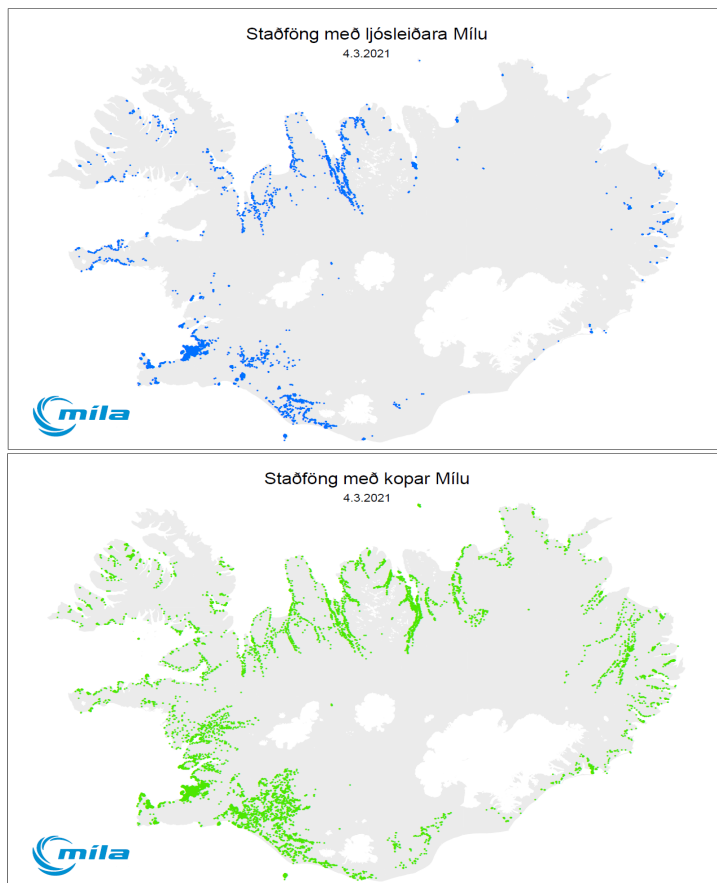 Staðföng með ljósleiðara Mílu
4.3.2021
míla
Staðföng með kopar Mílu
4.3.2021
míla